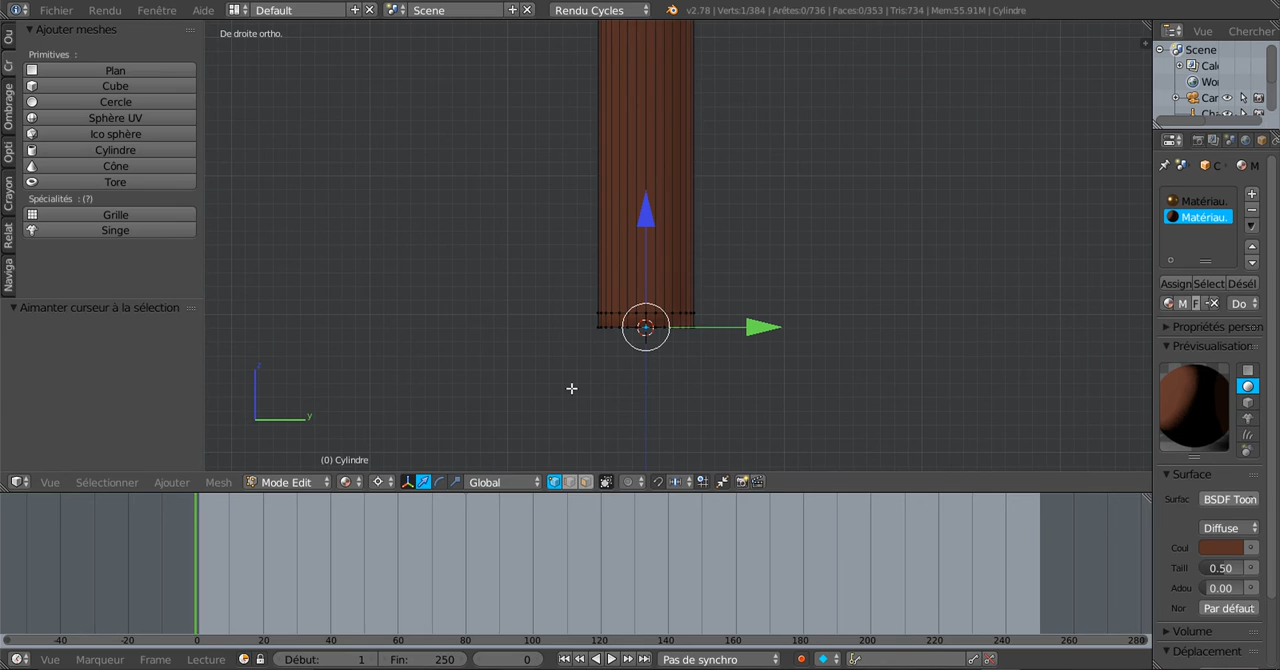 Fichier Rendu Fenêtre Aide Default Scene Rendu Cycles v2.78 | Verts:1/384 | Arêtes:0/736 | Faces:0/353 | Tris:734 | Mem:55.91M | Cylindre
Ajouter meshes
Primitives :
Plan
Cube
Cercle
Sphère UV
Ico sphère
Cylindre
Cône
Tore
Spécialités : (?)
Grille
Singe
Aimanter curseur à la sélection
Ou
Cr
Ombrage
Opti
Crayon
Relat
Naviga
De droite ortho.
z
y
(0) Cylindre
Vue Sélectionner Ajouter Mesh Mode Edit Global
-40 -20 0 20 40 60 80 100 120 140 160 180 200 220 240 260 280
Vue Marqueur Frame Lecture Début: 1 Fin: 250 0 Pas de synchro
Vue Chercher
Scene
Cal
Wor
Car
C M
Matériau.
Matériau.
Assign Sélect Désél
M F Do
Propriétés person
Prévisualisation
Surface
Surfac BSDF Toon
Diffuse
Coul
Taill 0.50
Adou 0.00
Nor Par défaut
Volume
Déplacement